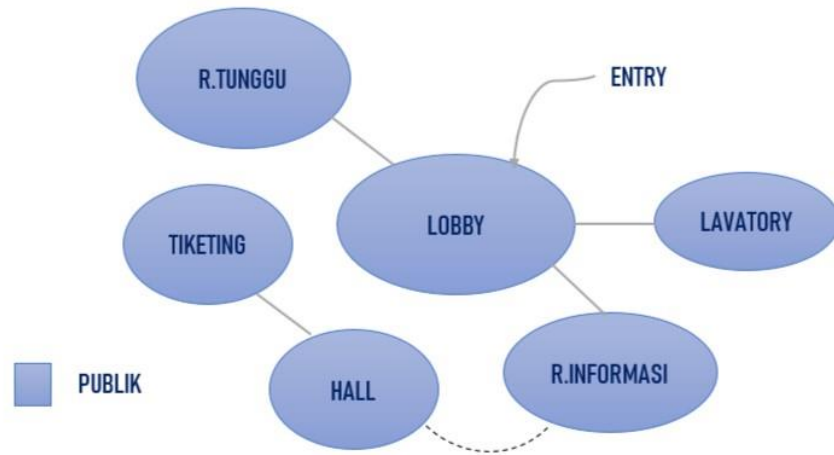 R.TUNGGU
ENTRY
LOBBY
LAVATORY
TIKETING
R.INFORMASI
HALL
PUBLIK